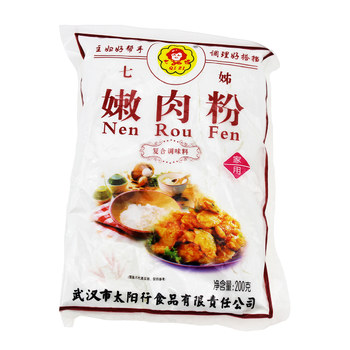 主妇好帮手
调理好搭档
七姊
嫩肉粉
Nen Rou Fen
复合调味料
家用
净含量:200克
武汉市太阳行食品有限责任公司